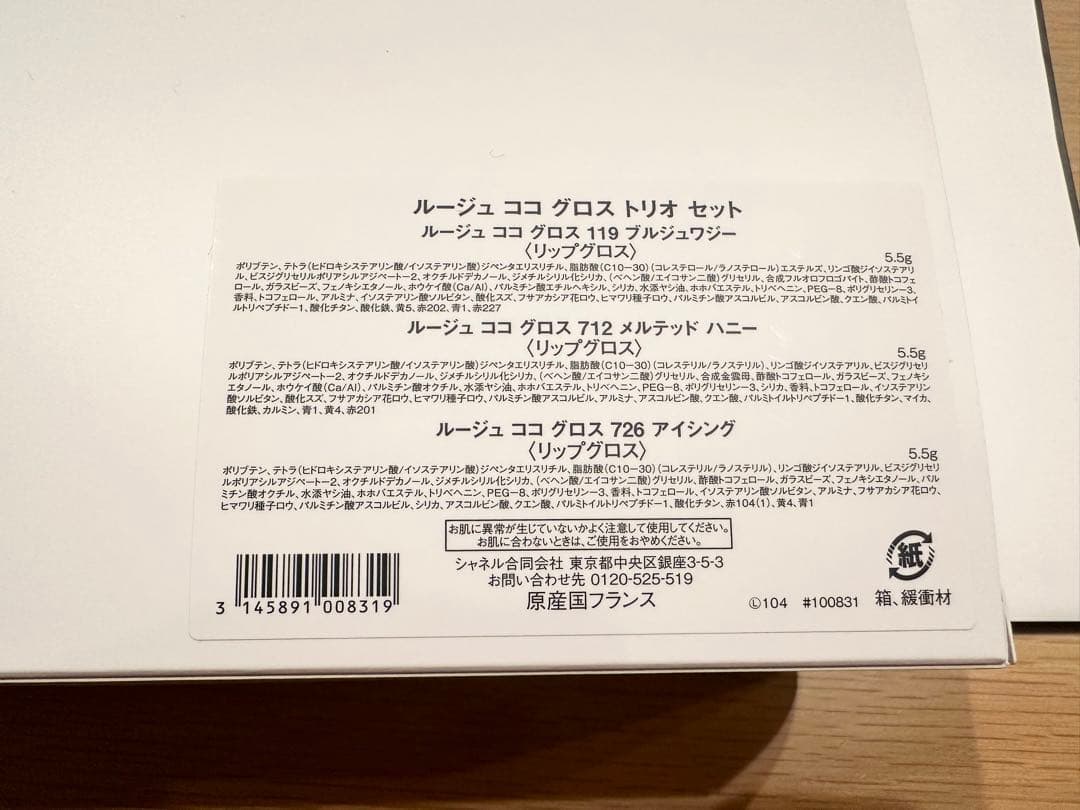 ルージュ ココ グロス トリオ セット
ルージュ ココ グロス 119 ブルジュワジー
〈リップグロス〉
5.5g
ポリブテン、テトラ(ヒドロキシステアリン酸/イソステアリン酸)ジペンタエリスリチル、脂肪酸(C10-30)(コレステロール/ラノステロール)エステルズ、リンゴ酸ジイソステアリ
ル、ビスジグリセリルポリアシルアジペート-2、オクチルドデカノール、ジメチルシリル化シリカ、(ベヘン酸/エイコサン二酸)グリセリル、合成フルオロフロゴパイト、酢酸トコフェ
ロール、ガラスビーズ、フェノキシエタノール、ホウケイ酸(Ca/Al)、パルミチン酸エチルヘキシル、シリカ、水添ヤシ油、ホホバエステル、トリベヘニン、PEG-8、ポリグリセリン-3、
香料、トコフェロール、アルミナ、イソステアリン酸ソルビタン、酸化スズ、フサアカシア花ロウ、ヒマワリ種子ロウ、パルミチン酸アスコルビル、アスコルビン酸、クエン酸、パルミトイ
ルトリペプチド-1、酸化チタン、酸化鉄、黄5、赤202、青1、赤227
ルージュ ココ グロス 712 メルテッド ハニー
〈リップグロス〉
5.5g
ポリブテン、テトラ(ヒドロキシステアリン酸/イソステアリン酸)ジペンタエリスリチル、脂肪酸(C10-30)(コレステリル/ラノステリル)、リンゴ酸ジイソステアリル、ビスジグリセ
リルポリアシルアジペート-2、オクチルドデカノール、ジメチルシリル化シリカ、(ベヘン酸/エイコサン二酸)グリセリル、合成金雲母、酢酸トコフェロール、ガラスビーズ、フェノキシ
エタノール、ホウケイ酸(Ca/Al)、パルミチン酸オクチル、水添ヤシ油、ホホバエステル、トリベヘニン、PEG-8、ポリグリセリン-3、シリカ、香料、トコフェロール、イソステアリン
酸ソルビタン、酸化スズ、フサアカシア花ロウ、ヒマワリ種子ロウ、パルミチン酸アスコルビル、アルミナ、アスコルビン酸、クエン酸、パルミトイルトリペプチド-1、酸化チタン、マイカ、
酸化鉄、カルミン、青1、黄4、赤201
ルージュ ココ グロス 726 アイシング
〈リップグロス〉
5.5g
ポリブテン、テトラ(ヒドロキシステアリン酸/イソステアリン酸)ジペンタエリスリチル、脂肪酸(C10-30)(コレステリル/ラノステリル)、リンゴ酸ジイソステアリル、ビスジグリセリ
ルポリアシルアジペート-2、オクチルドデカノール、ジメチルシリル化シリカ、(ベヘン酸/エイコサン二酸)グリセリル、酢酸トコフェロール、ガラスビーズ、フェノキシエタノール、パル
ミチン酸オクチル、水添ヤシ油、ホホバエステル、トリベヘニン、PEG-8、ポリグリセリン-3、香料、トコフェロール、イソステアリン酸ソルビタン、アルミナ、フサアカシア花ロウ、
ヒマワリ種子ロウ、パルミチン酸アスコルビル、シリカ、アスコルビン酸、クエン酸、パルミトイルトリペプチド-1、酸化チタン、赤104(1)、黄4、青1
お肌に異常が生じていないかよく注意して使用してください。
お肌に合わないときは、ご使用をおやめください。
シャネル合同会社 東京都中央区銀座3-5-3
お問い合わせ先 0120-525-519
原産国フランス
3 145891 008319
Ⓛ104 #100831
紙
箱、緩衝材